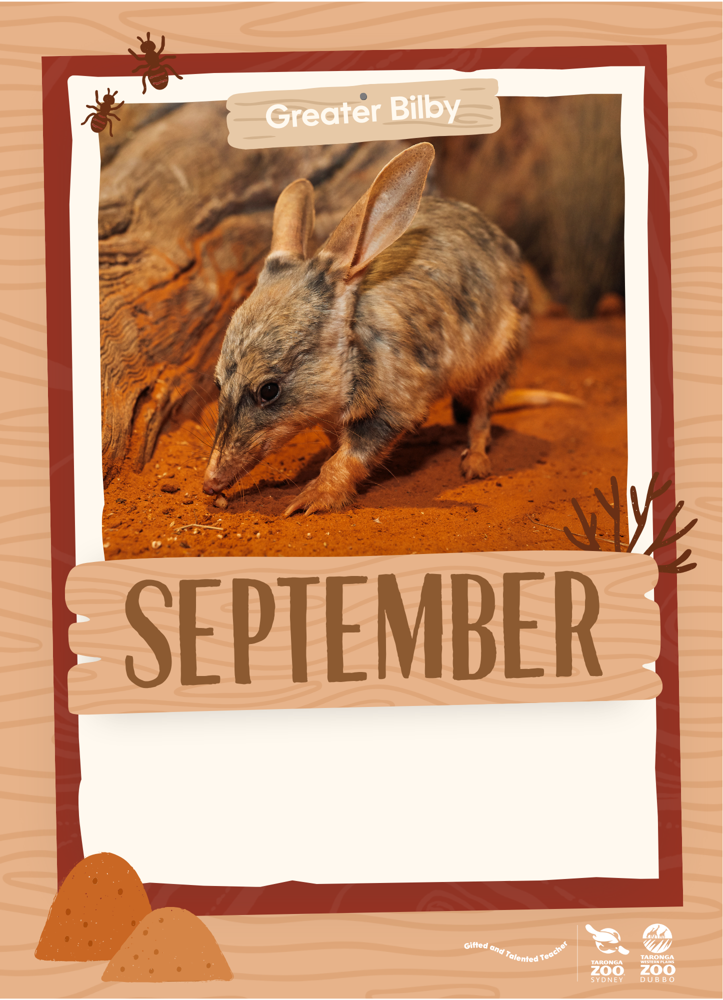 Greater Bilby
SEPTEMBER
Gifted and Talented Teacher
TARONGA
ZOO
SYDNEY
TARONGA
WESTERN PLAINS
ZOO
DUBBO